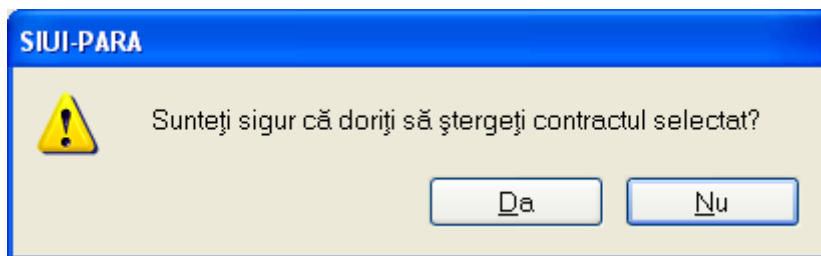 SIUI-PARA
Sunteţi sigur că doriţi să ştergeţi contractul selectat?
Da
Nu